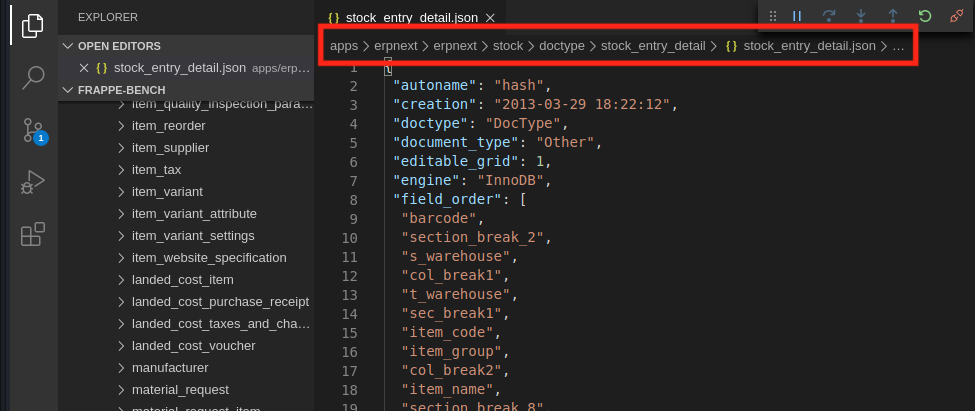 EXPLORER
OPEN EDITORS
stock_entry_detail.json apps/erp…
FRAPPE-BENCH
item_quality_inspection_para…
item_reorder
item_supplier
item_tax
item_variant
item_variant_attribute
item_variant_settings
item_website_specification
landed_cost_item
landed_cost_purchase_receipt
landed_cost_taxes_and_cha…
landed_cost_voucher
manufacturer
material_request
material_request_item
1
{} stock_entry_detail.json
apps > erpnext > erpnext > stock > doctype > stock_entry_detail > {} stock_entry_detail.json > …
1 {
2 "autoname": "hash",
3 "creation": "2013-03-29 18:22:12",
4 "doctype": "DocType",
5 "document_type": "Other",
6 "editable_grid": 1,
7 "engine": "InnoDB",
8 "field_order": [
9 "barcode",
10 "section_break_2",
11 "s_warehouse",
12 "col_break1",
13 "t_warehouse",
14 "sec_break1",
15 "item_code",
16 "item_group",
17 "col_break2",
18 "item_name",
19 "section_break_8"